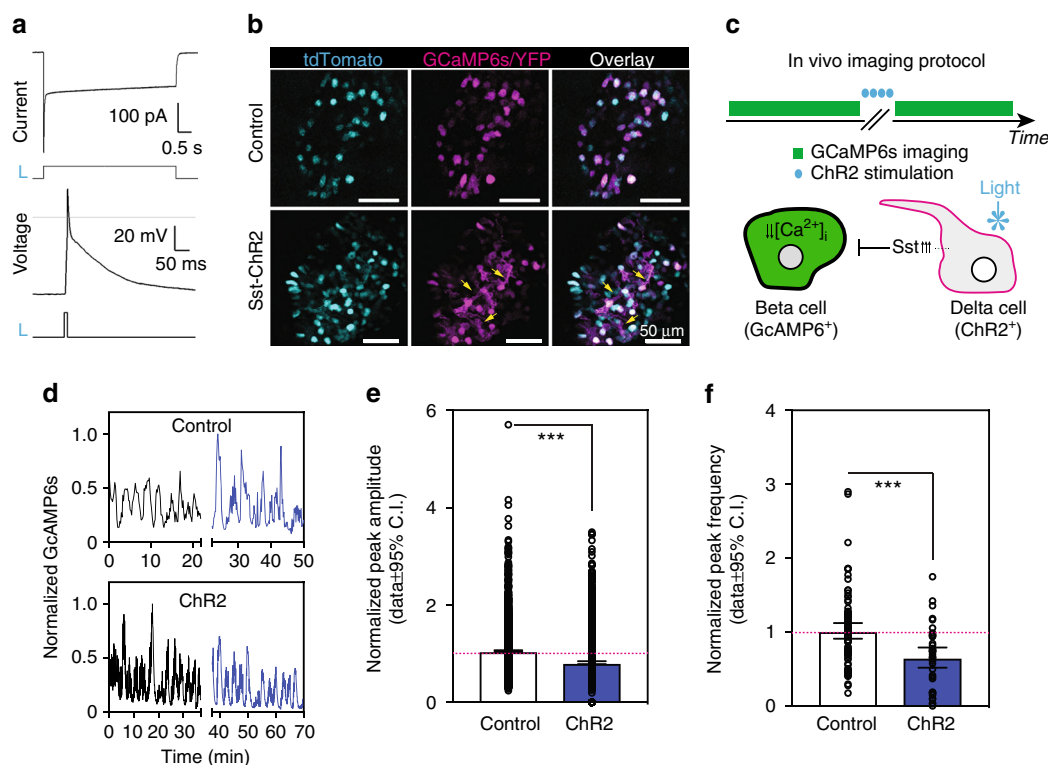 a
Current
100 pA
0.5 s
L
Voltage
20 mV
50 ms
L
b
tdTomato
GCaMP6s/YFP
Overlay
Control
Sst-ChR2
50 μm
c
In vivo imaging protocol
Time
GCaMP6s imaging
ChR2 stimulation
Light
↓↓[Ca2+]i
Sst↑↑↑
Beta cell
(GcAMP6+)
Delta cell
(ChR2+)
d
Normalized GcAMP6s
Control
1.0
0.5
0
0 10 20 30 40 50
ChR2
1.0
0.5
0
0 10 20 30 40 50 60 70
Time (min)
e
Normalized peak amplitude
(data±95% C.I.)
6
4
2
0
***
Control
ChR2
f
Normalized peak frequency
(data±95% C.I.)
4
3
2
1
0
***
Control
ChR2